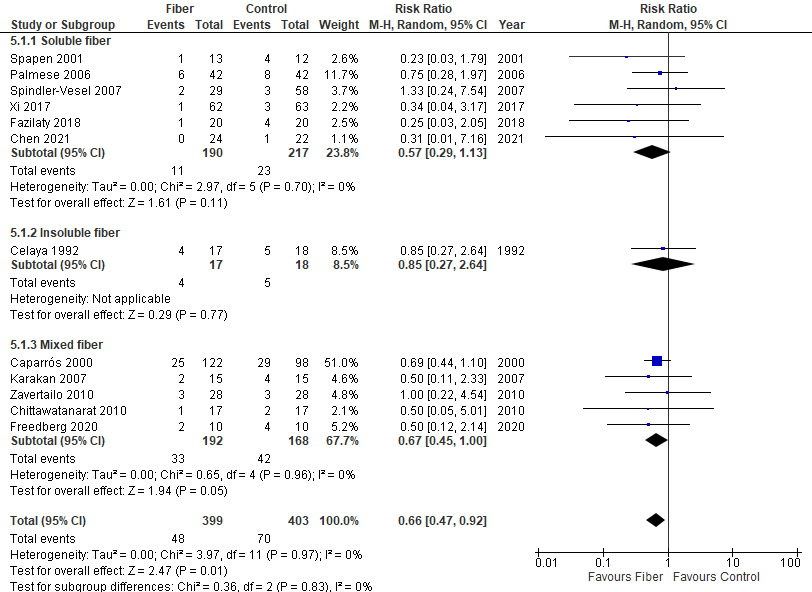 Fiber Control Risk Ratio Risk Ratio
Study or Subgroup Events Total Events Total Weight M-H, Random, 95% CI Year M-H, Random, 95% CI
5.1.1 Soluble fiber
Spapen 2001 1 13 4 12 2.6% 0.23 [0.03, 1.79] 2001
Palmese 2006 6 42 8 42 11.7% 0.75 [0.28, 1.97] 2006
Spindler-Vesel 2007 2 29 3 58 3.6% 1.33 [0.24, 7.54] 2007
Xi 2017 1 62 3 63 2.2% 0.34 [0.04, 3.17] 2017
Fazilaty 2018 1 20 4 20 2.6% 0.25 [0.03, 2.05] 2018
Chen 2021 0 24 1 22 1.1% 0.31 [0.01, 7.16] 2021
Subtotal (95% CI) 190 217 23.8% 0.57 [0.29, 1.13]
Total events 11 23
Heterogeneity: Tau² = 0.00; Chi² = 2.97, df = 5 (P = 0.70); I² = 0%
Test for overall effect: Z = 1.61 (P = 0.11)
5.1.2 Insoluble fiber
Celaya 1992 4 17 5 18 8.5% 0.85 [0.27, 2.64] 1992
Subtotal (95% CI) 17 18 8.5% 0.85 [0.27, 2.64]
Total events 4 5
Heterogeneity: Not applicable
Test for overall effect: Z = 0.29 (P = 0.77)
5.1.3 Mixed fiber
Caparrós 2000 25 122 29 98 51.0% 0.69 [0.44, 1.10] 2000
Karakan 2007 2 15 4 15 4.6% 0.50 [0.11, 2.33] 2007
Zavertailo 2010 3 28 3 28 4.8% 1.00 [0.22, 4.54] 2010
Chittawatanarat 2010 1 17 2 17 2.1% 0.50 [0.05, 5.01] 2010
Freedberg 2020 2 10 4 10 5.2% 0.50 [0.12, 2.14] 2020
Subtotal (95% CI) 192 168 67.7% 0.67 [0.45, 1.00]
Total events 33 42
Heterogeneity: Tau² = 0.00; Chi² = 0.65, df = 4 (P = 0.96); I² = 0%
Test for overall effect: Z = 1.94 (P = 0.05)
Total (95% CI) 399 403 100.0% 0.66 [0.47, 0.92]
Total events 48 70
Heterogeneity: Tau² = 0.00; Chi² = 3.97, df = 11 (P = 0.97); I² = 0%
Test for overall effect: Z = 2.47 (P = 0.01)
Test for subgroup differences: Chi² = 0.36, df = 2 (P = 0.83), I² = 0%
0.01 0.1 1 10 100
Favours Fiber Favours Control